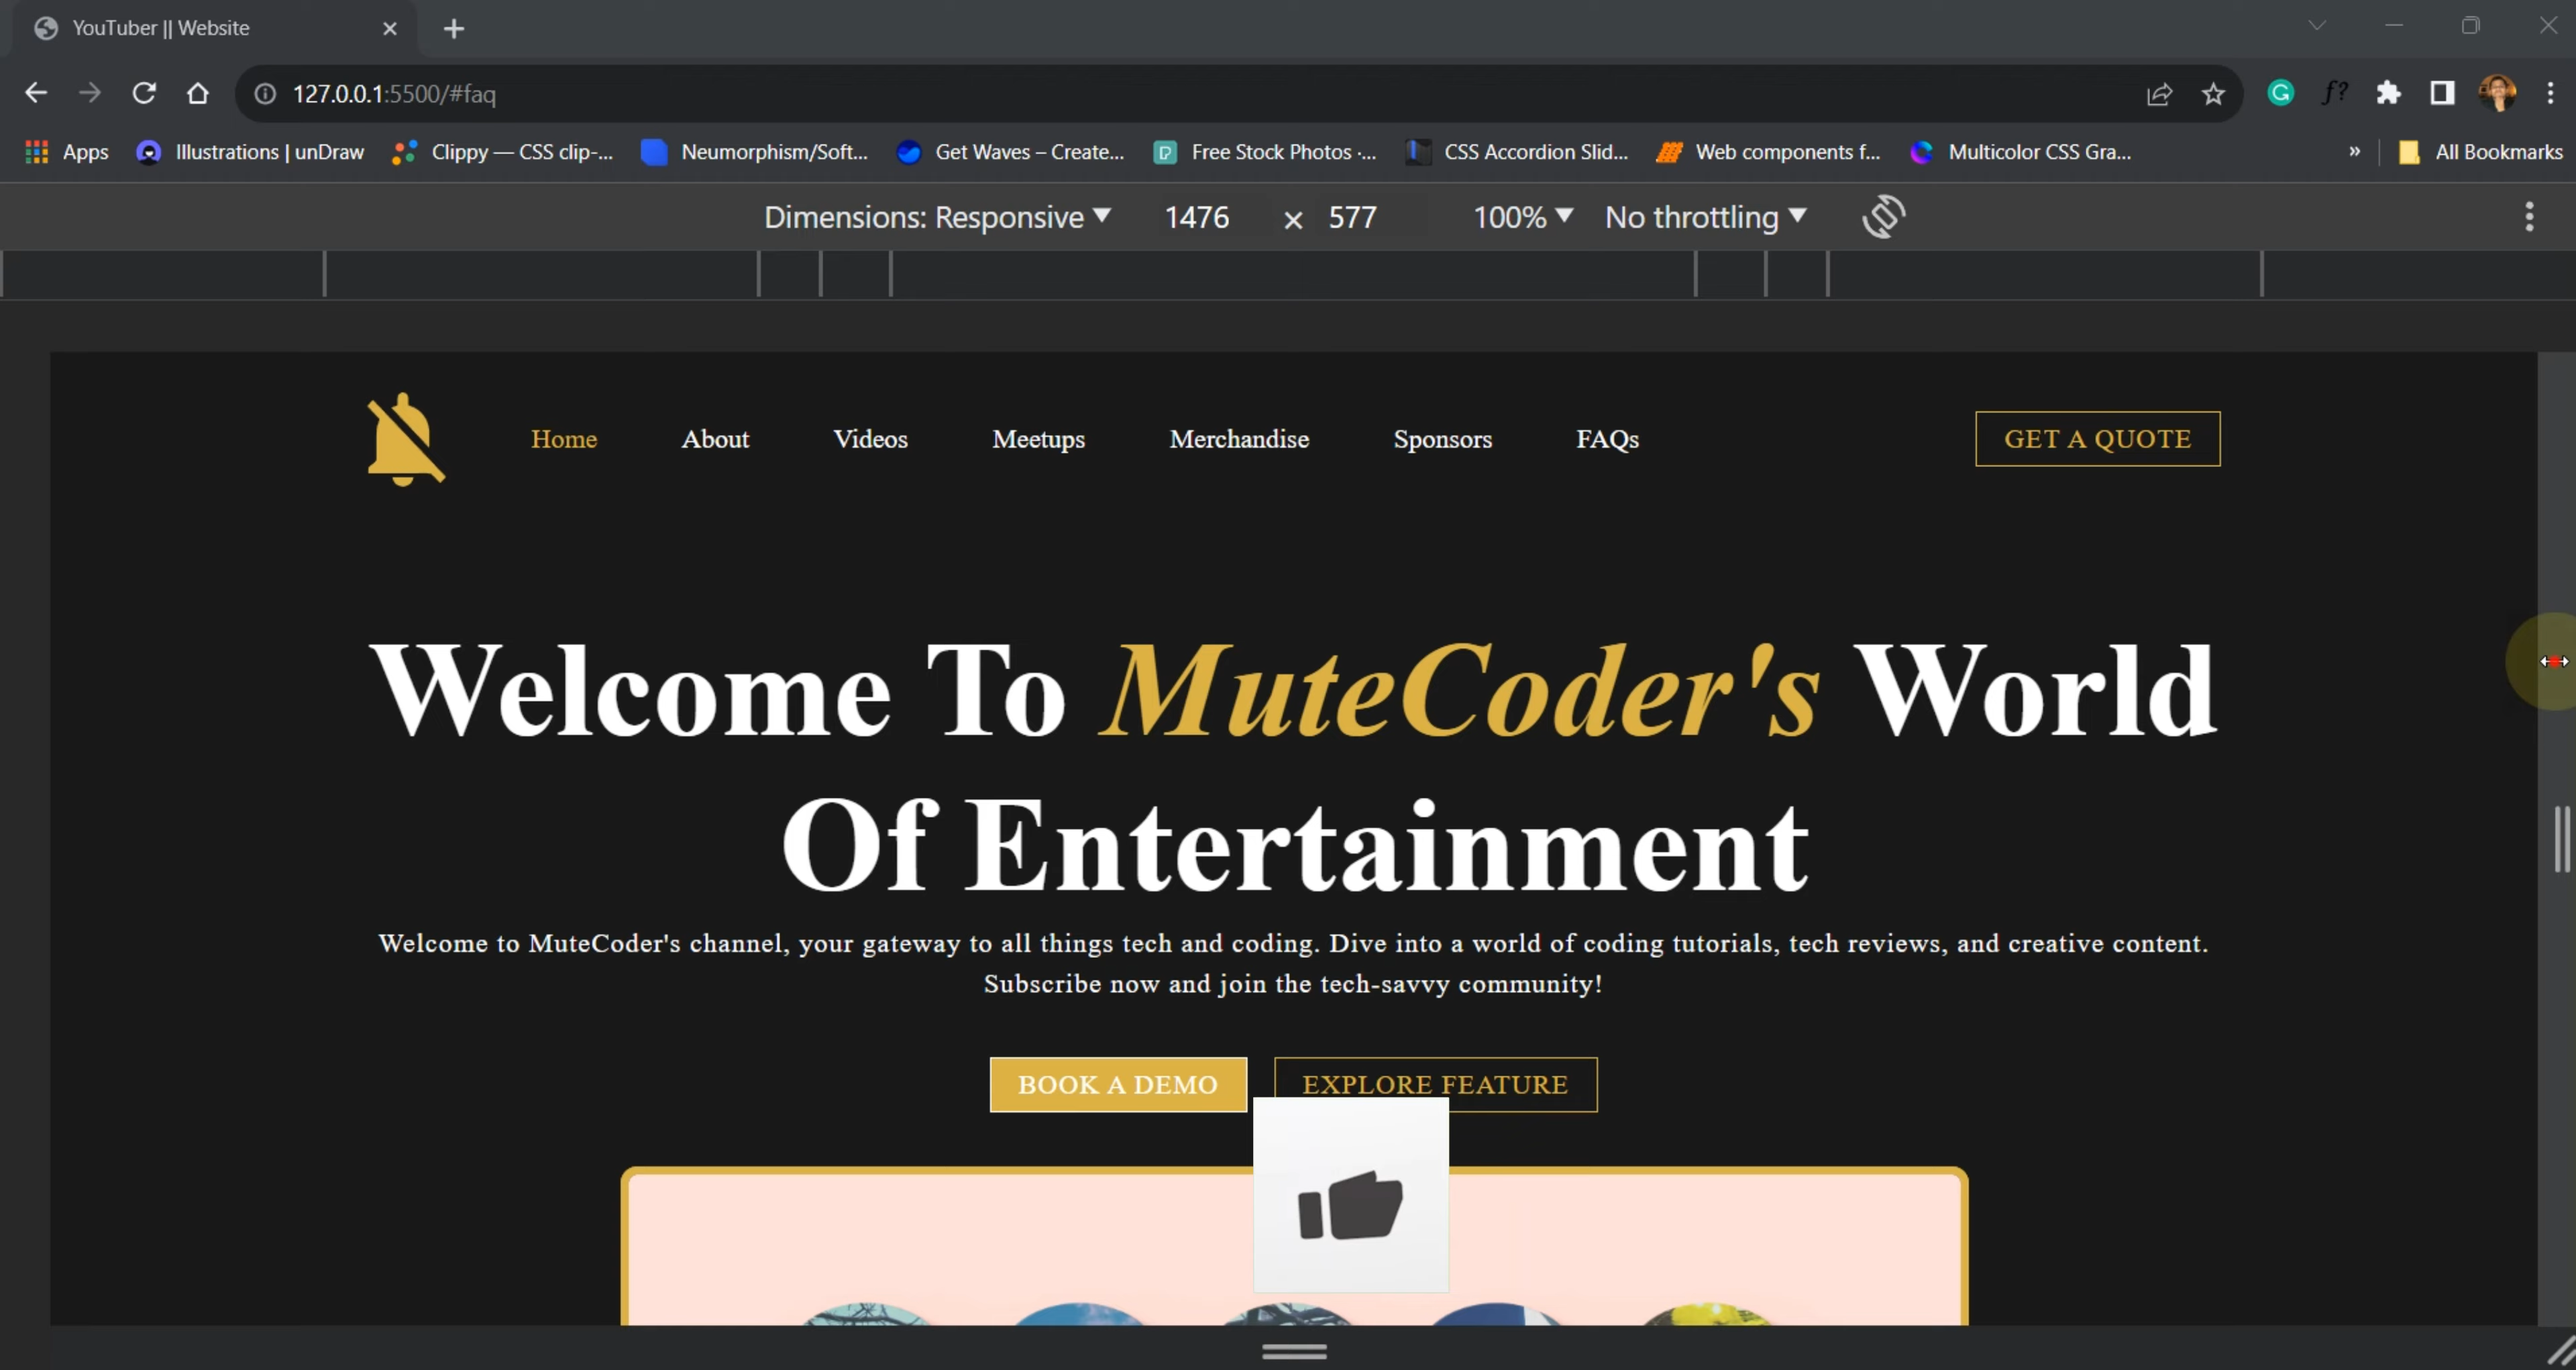 YouTuber || Website
127.0.0.1:5500/#faq
Apps Illustrations | unDraw Clippy — CSS clip-... Neumorphism/Soft... Get Waves – Create... Free Stock Photos ·... CSS Accordion Slid... Web components f... Multicolor CSS Gra... » All Bookmarks
Dimensions: Responsive 1476 × 577 100% No throttling
Home About Videos Meetups Merchandise Sponsors FAQs GET A QUOTE
Welcome To MuteCoder's World
Of Entertainment
Welcome to MuteCoder's channel, your gateway to all things tech and coding. Dive into a world of coding tutorials, tech reviews, and creative content.
Subscribe now and join the tech-savvy community!
BOOK A DEMO EXPLORE FEATURE